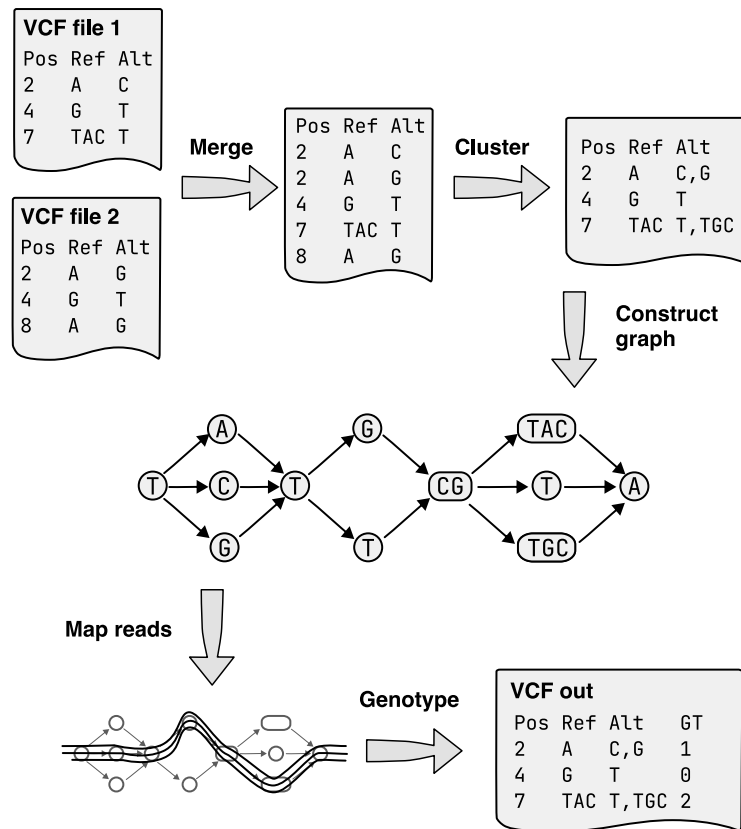 VCF file 1
Pos Ref Alt
2 A C
4 G T
7 TAC T
VCF file 2
Pos Ref Alt
2 A G
4 G T
8 A G
Merge
Pos Ref Alt
2 A C
2 A G
4 G T
7 TAC T
8 A G
Cluster
Pos Ref Alt
2 A C,G
4 G T
7 TAC T,TGC
Construct
graph
A G TAC
T C T CG T A
G T TGC
Map reads
Genotype
VCF out
Pos Ref Alt GT
2 A C,G 1
4 G T 0
7 TAC T,TGC 2